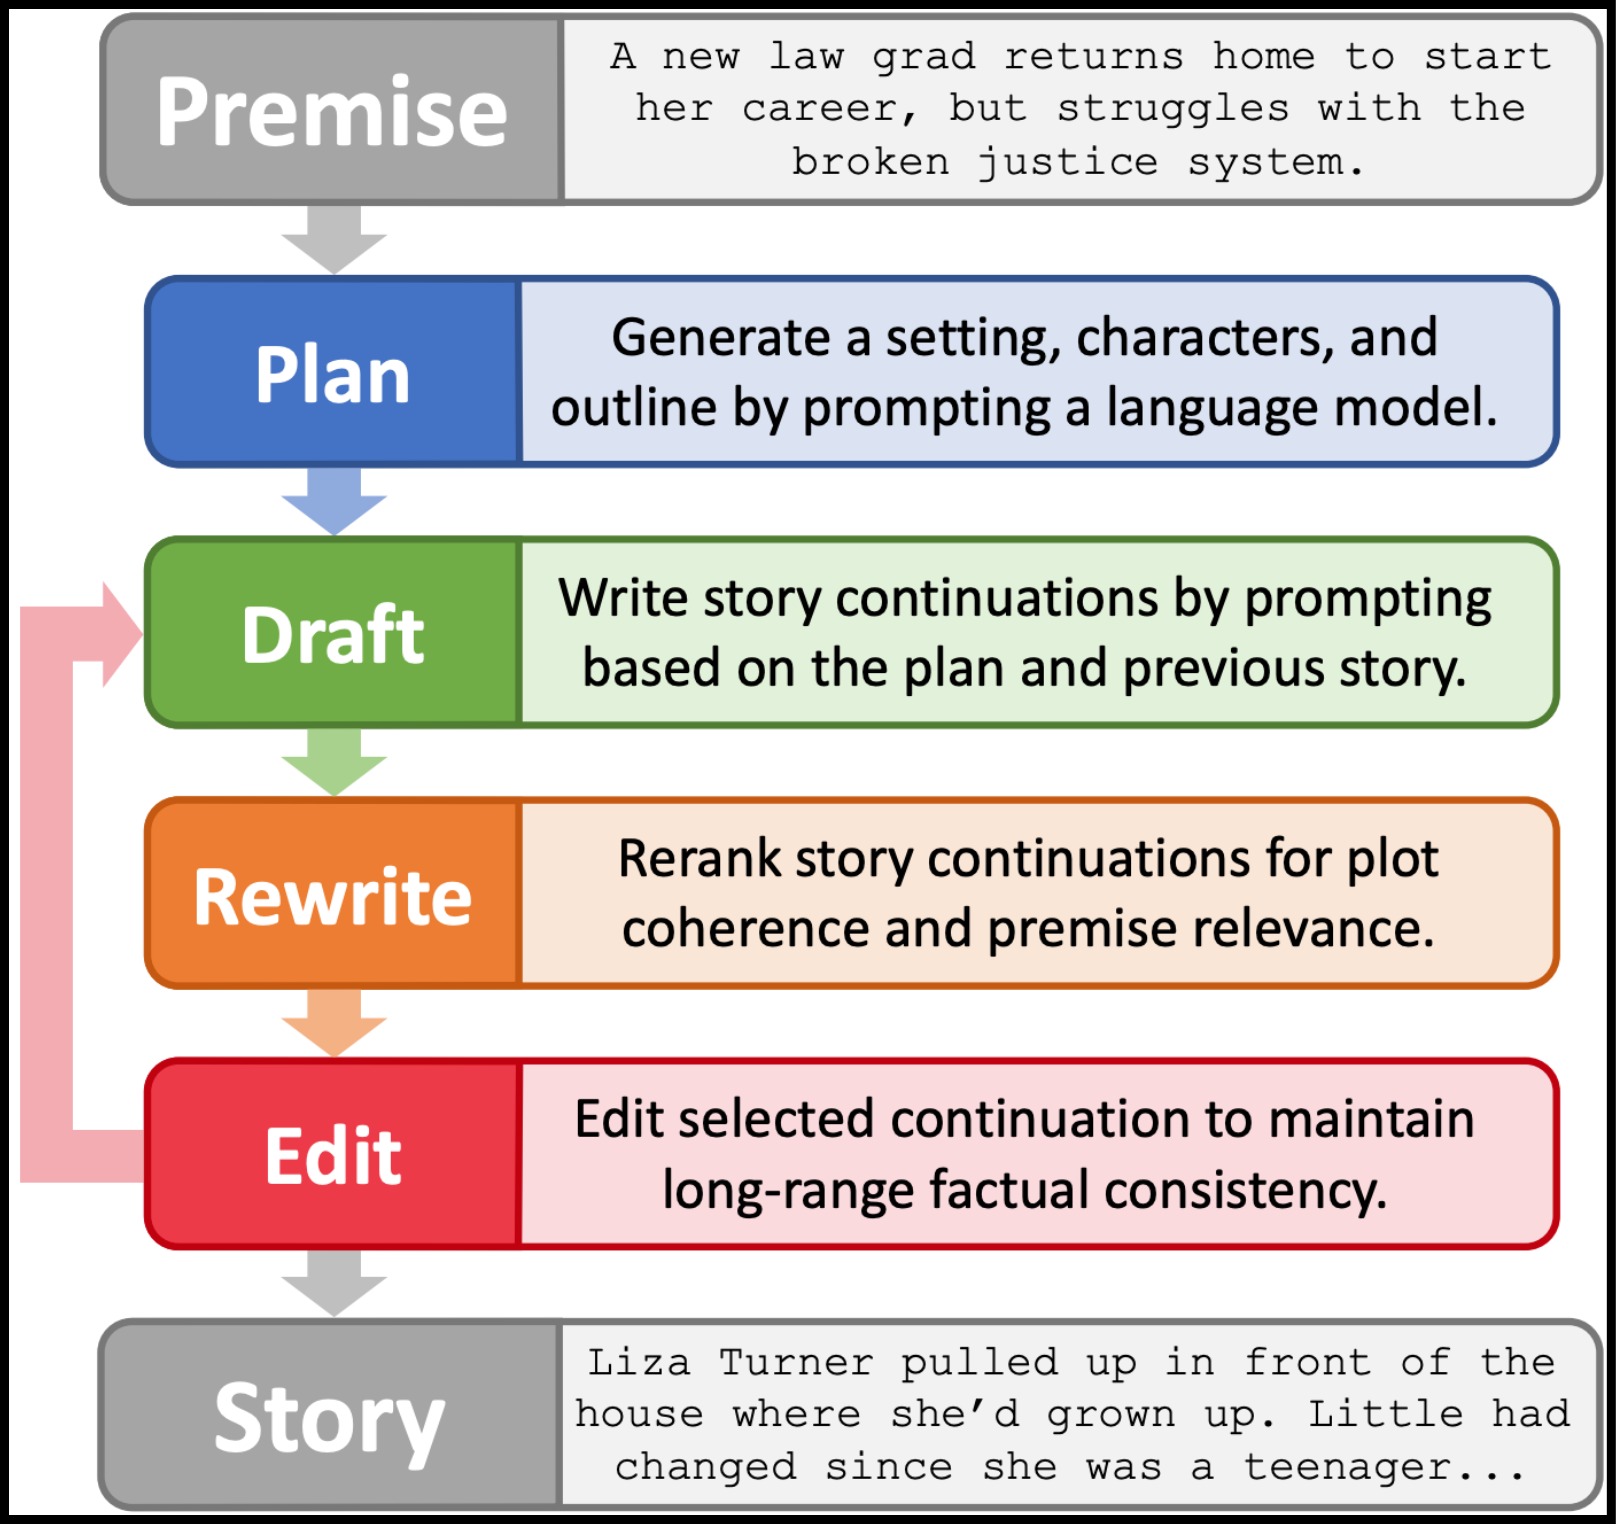 Premise
A new law grad returns home to start
her career, but struggles with the
broken justice system.
Plan
Generate a setting, characters, and
outline by prompting a language model.
Draft
Write story continuations by prompting
based on the plan and previous story.
Rewrite
Rerank story continuations for plot
coherence and premise relevance.
Edit
Edit selected continuation to maintain
long-range factual consistency.
Story
Liza Turner pulled up in front of the
house where she’d grown up. Little had
changed since she was a teenager...